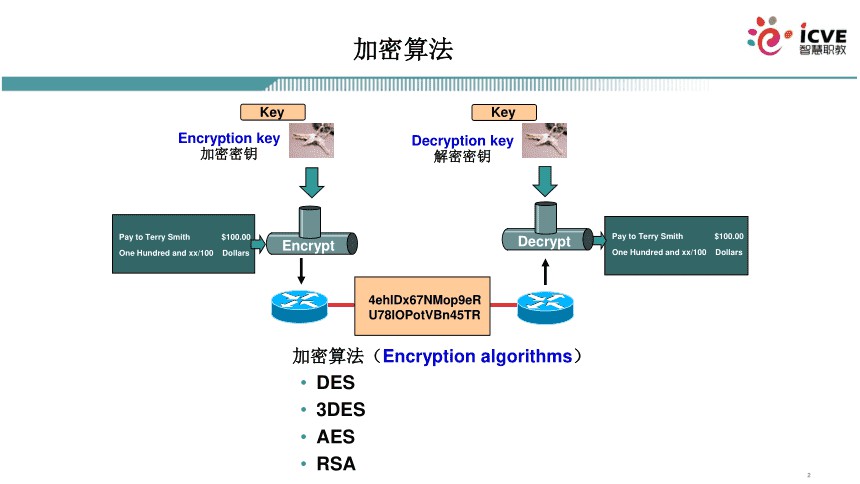 加密算法
iCVE
智慧职教
Key
Encryption key
加密密钥
Key
Decryption key
解密密钥
Pay to Terry Smith $100.00
One Hundred and xx/100 Dollars
Encrypt
Decrypt
Pay to Terry Smith $100.00
One Hundred and xx/100 Dollars
4ehIDx67NMop9eR
U78IOPotVBn45TR
加密算法（Encryption algorithms）
• DES
• 3DES
• AES
• RSA
2